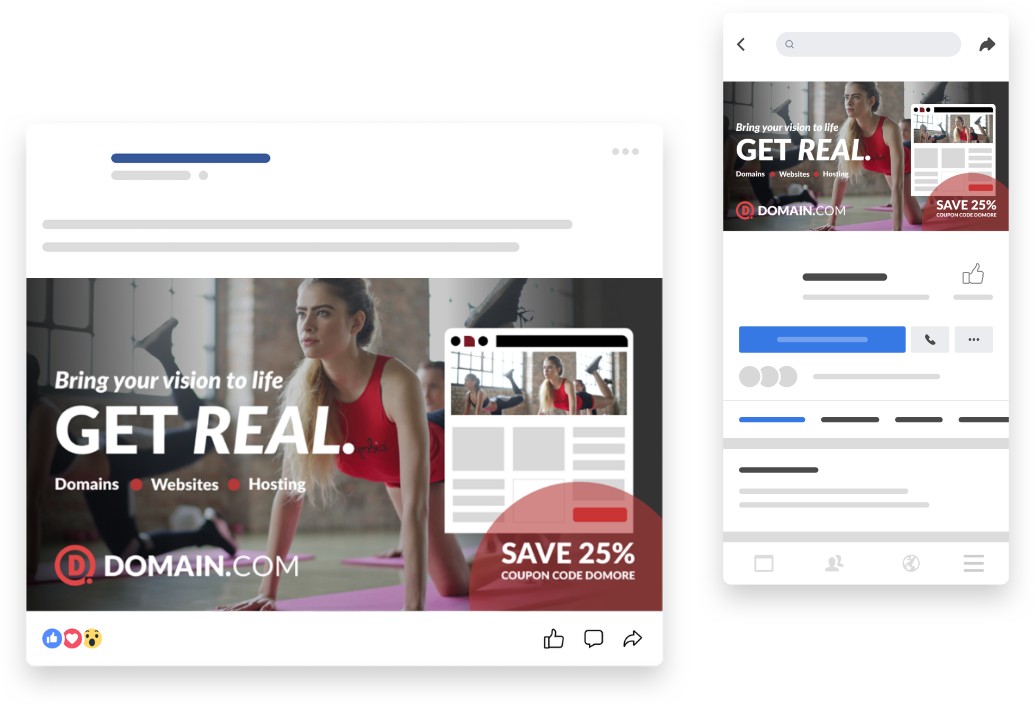 Bring your vision to life
GET REAL.
Domains • Websites • Hosting
D DOMAIN.COM
SAVE 25%
COUPON CODE DOMORE
Bring your vision to life
GET REAL.
Domains • Websites • Hosting
D DOMAIN.COM
SAVE 25%
COUPON CODE DOMORE